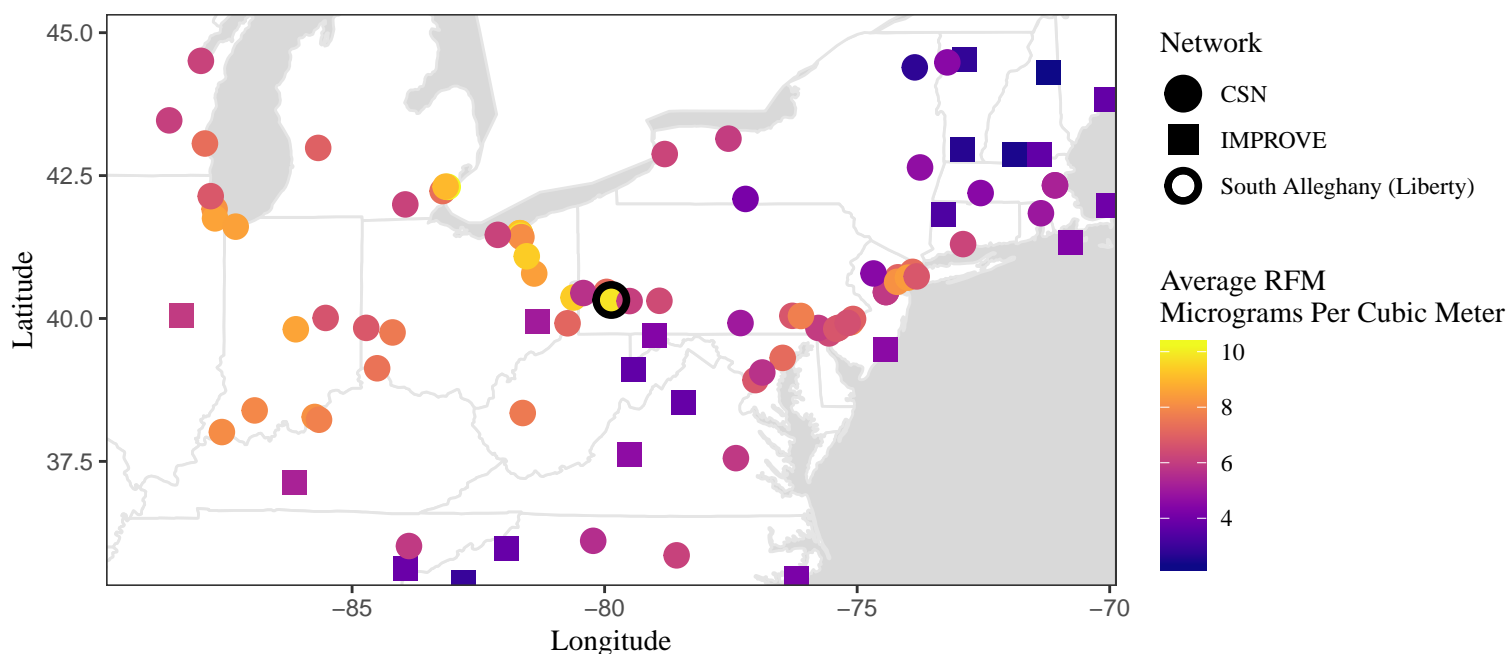 45.0
42.5
40.0
37.5
Latitude
−85
−80
−75
−70
Longitude
Network
CSN
IMPROVE
South Alleghany (Liberty)
Average RFM
Micrograms Per Cubic Meter
10
8
6
4